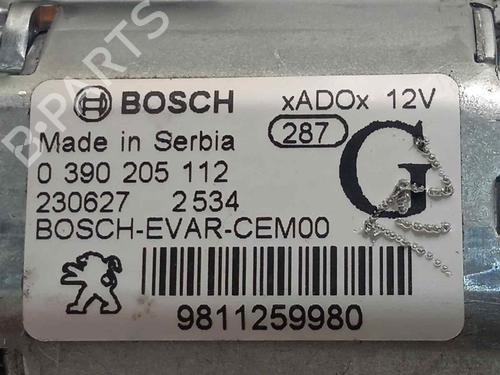 B-PARTS
BOSCH xADOx 12V
Made in Serbia 287
0 390 205 112 G
230627 2534
BOSCH-EVAR-CEM00
9811259980